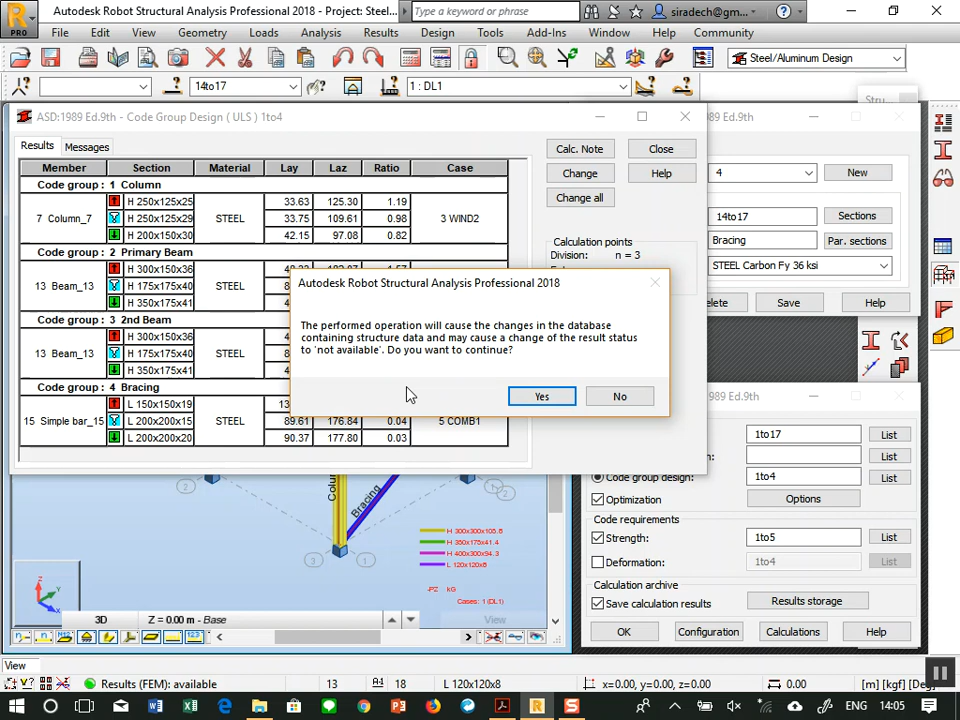 Autodesk Robot Structural Analysis Professional 2018 - Project: Steel...
Type a keyword or phrase
siradech@gm...
PRO
File Edit View Geometry Loads Analysis Results Design Tools Add-Ins Window Help Community
Steel/Aluminum Design
14to17
1 : DL1
ASD:1989 Ed.9th - Code Group Design ( ULS ) 1to4
9th
Results Messages
Calc. Note Close
Change Help
Change all
Calculation points
Division: n = 3
Member Section Material Lay Laz Ratio Case
Code group : 1 Column
7 Column_7 STEEL 3 WIND2
H 250x125x25 33.63 125.30 1.19
H 250x125x29 33.75 109.61 0.98
H 200x150x30 42.15 97.08 0.82
Code group : 2 Primary Beam
13 Beam_13 STEEL
H 300x150x36
H 175x175x40
H 350x175x41
Code group : 3 2nd Beam
13 Beam_13 STEEL
H 300x150x36
H 175x175x40
H 350x175x41
Code group : 4 Bracing
15 Simple bar_15 STEEL 5 COMB1
L 150x150x19 0.04
L 200x200x15 89.61 176.84 0.04
L 200x200x20 90.37 177.80 0.03
Autodesk Robot Structural Analysis Professional 2018
The performed operation will cause the changes in the database
containing structure data and may cause a change of the result status
to 'not available'. Do you want to continue?
Yes No
4 New
14to17 Sections
Bracing Par. sections
STEEL Carbon Fy 36 ksi
Save Help
9th
1to17 List
List
Code group design: 1to4 List
Optimization Options
Code requirements
Strength: 1to5 List
Deformation: 1to4 List
Calculation archive
Save calculation results Results storage
OK Configuration Calculations Help
Bracing
H 300x300x105.8
H 350x175x41.4
H 400x300x94.3
L 120x120x8
-PZ kG
Cases: 1 (DL1)
2
3
1
3D Z = 0.00 m - Base View
View
Results (FEM): available 13 18 L 120x120x8 x=0.00, y=0.00, z=0.00 0.00 [m] [kgf] [Deg]
ENG 14:05